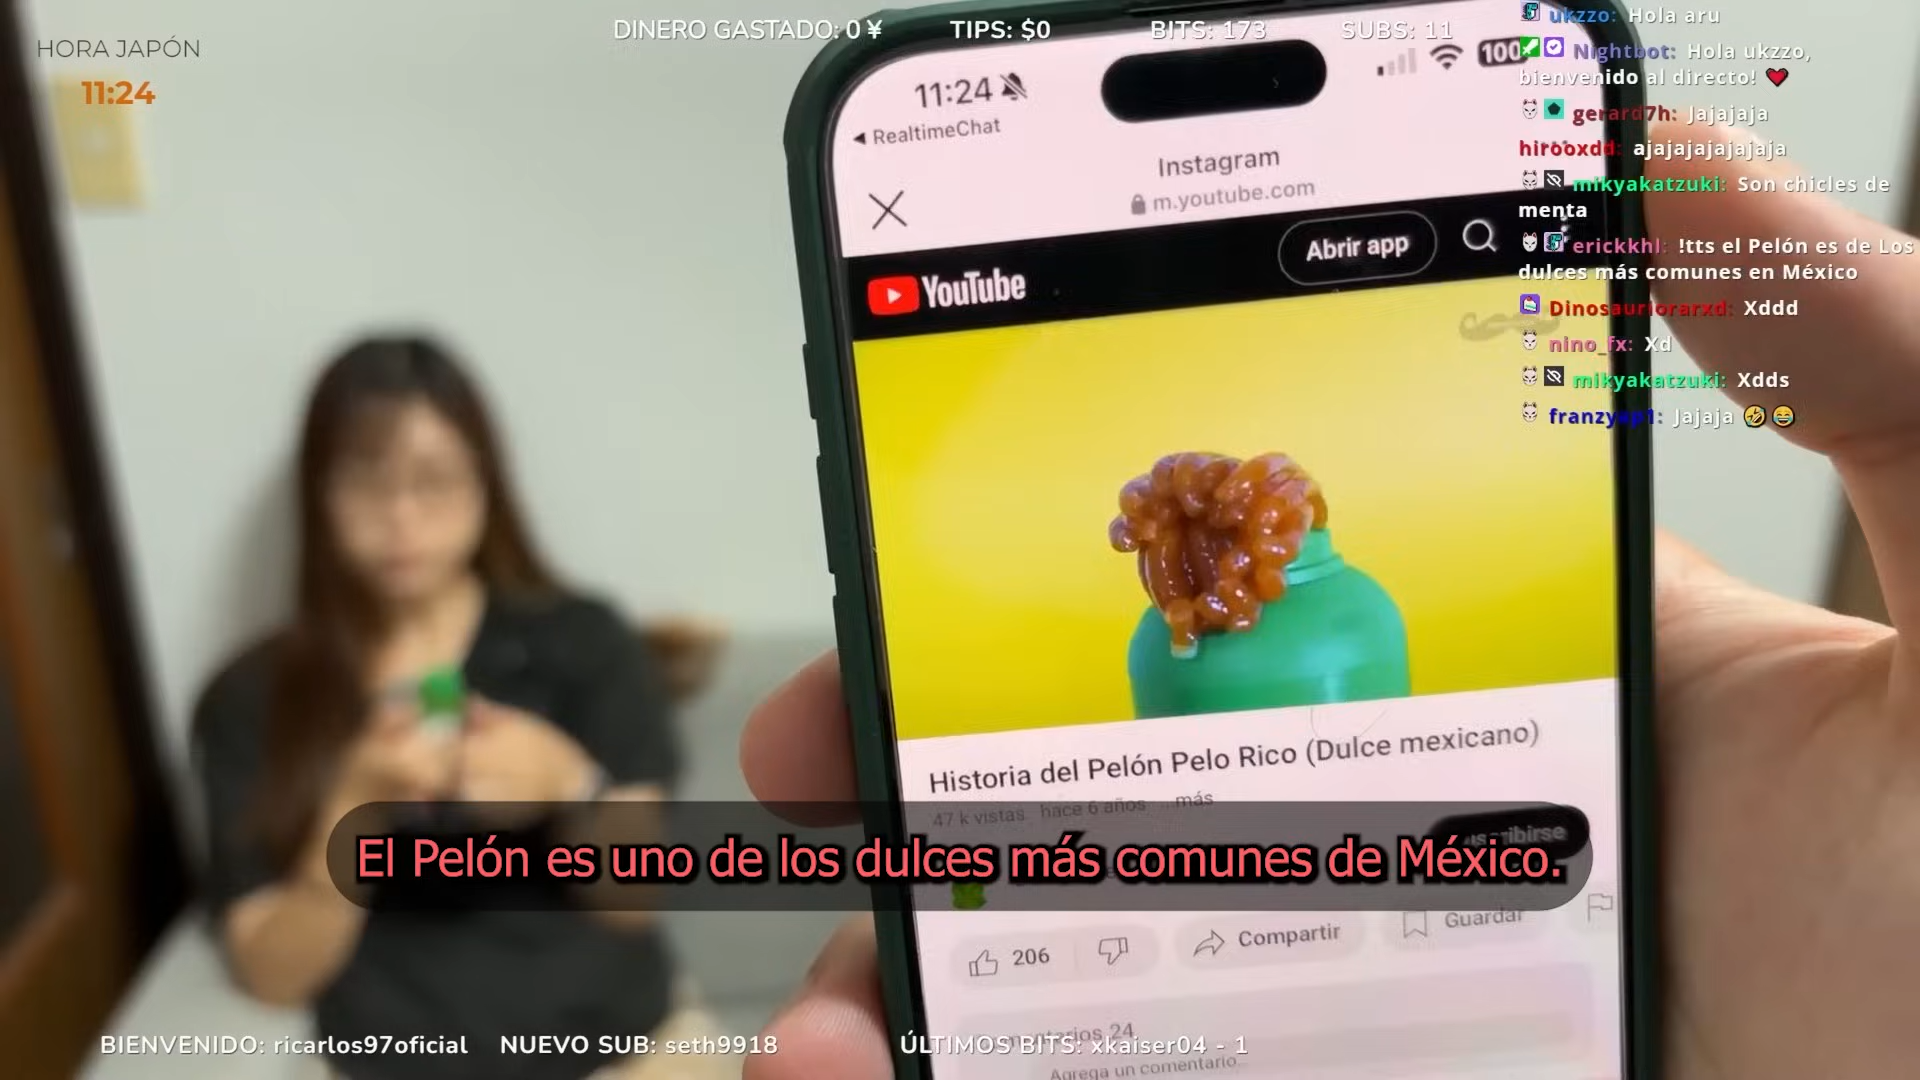 HORA JAPÓN
11:24
DINERO GASTADO: 0 ¥
TIPS: $0
BITS: 173
SUBS: 11
11:24
100
RealtimeChat
Instagram
m.youtube.com
YouTube
Abrir app
ukzzo: Hola aru
Nightbot: Hola ukzzo,
bienvenido al directo!
gerard7h: Jajajaja
hirooxdd: ajajajajajajaja
mikyakatzuki: Son chicles de
menta
erickkhl: !tts el Pelón es de Los
dulces más comunes en México
Dinosauriorarxd: Xddd
nino_fx: Xd
mikyakatzuki: Xdds
franzyup1: Jajaja 🤣😂
Historia del Pelón Pelo Rico (Dulce mexicano)
47 k vistas hace 6 años ...más
El Pelón es uno de los dulces más comunes de México.
206
Compartir
Guardar
24
Agrega un comentario...
BIENVENIDO: ricarlos97oficial
NUEVO SUB: seth9918
ÚLTIMOS BITS: xkaiser04 - 1